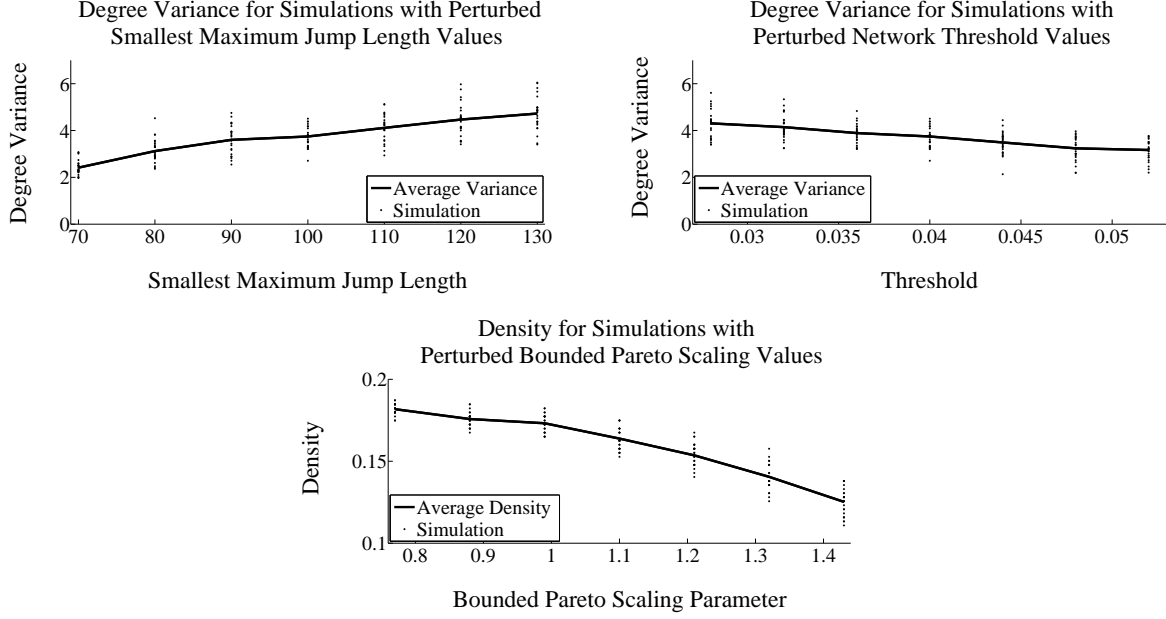 Degree Variance for Simulations with Perturbed
Smallest Maximum Jump Length Values
Degree Variance
6
4
2
0
Average Variance
Simulation
70 80 90 100 110 120 130
Smallest Maximum Jump Length
Degree Variance for Simulations with
Perturbed Network Threshold Values
Degree Variance
6
4
2
0
Average Variance
Simulation
0.03 0.035 0.04 0.045 0.05
Threshold
Density for Simulations with
Perturbed Bounded Pareto Scaling Values
Density
0.2
0.15
0.1
Average Density
Simulation
0.8 0.9 1 1.1 1.2 1.3 1.4
Bounded Pareto Scaling Parameter